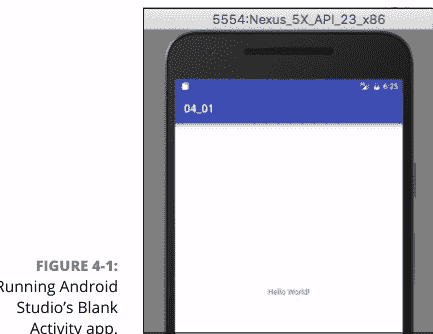 5554:Nexus_5X_API_23_x86
6:25
04_01
Hello World!
FIGURE 4-1:
Running Android
Studio's Blank
Activity app.